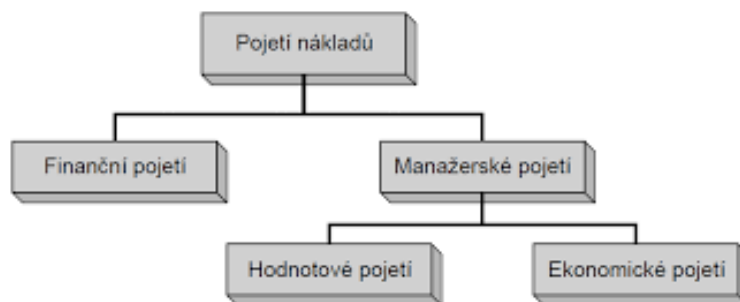 Pojetí nákladů
Finanční pojetí
Manažerské pojetí
Hodnotové pojetí
Ekonomické pojetí